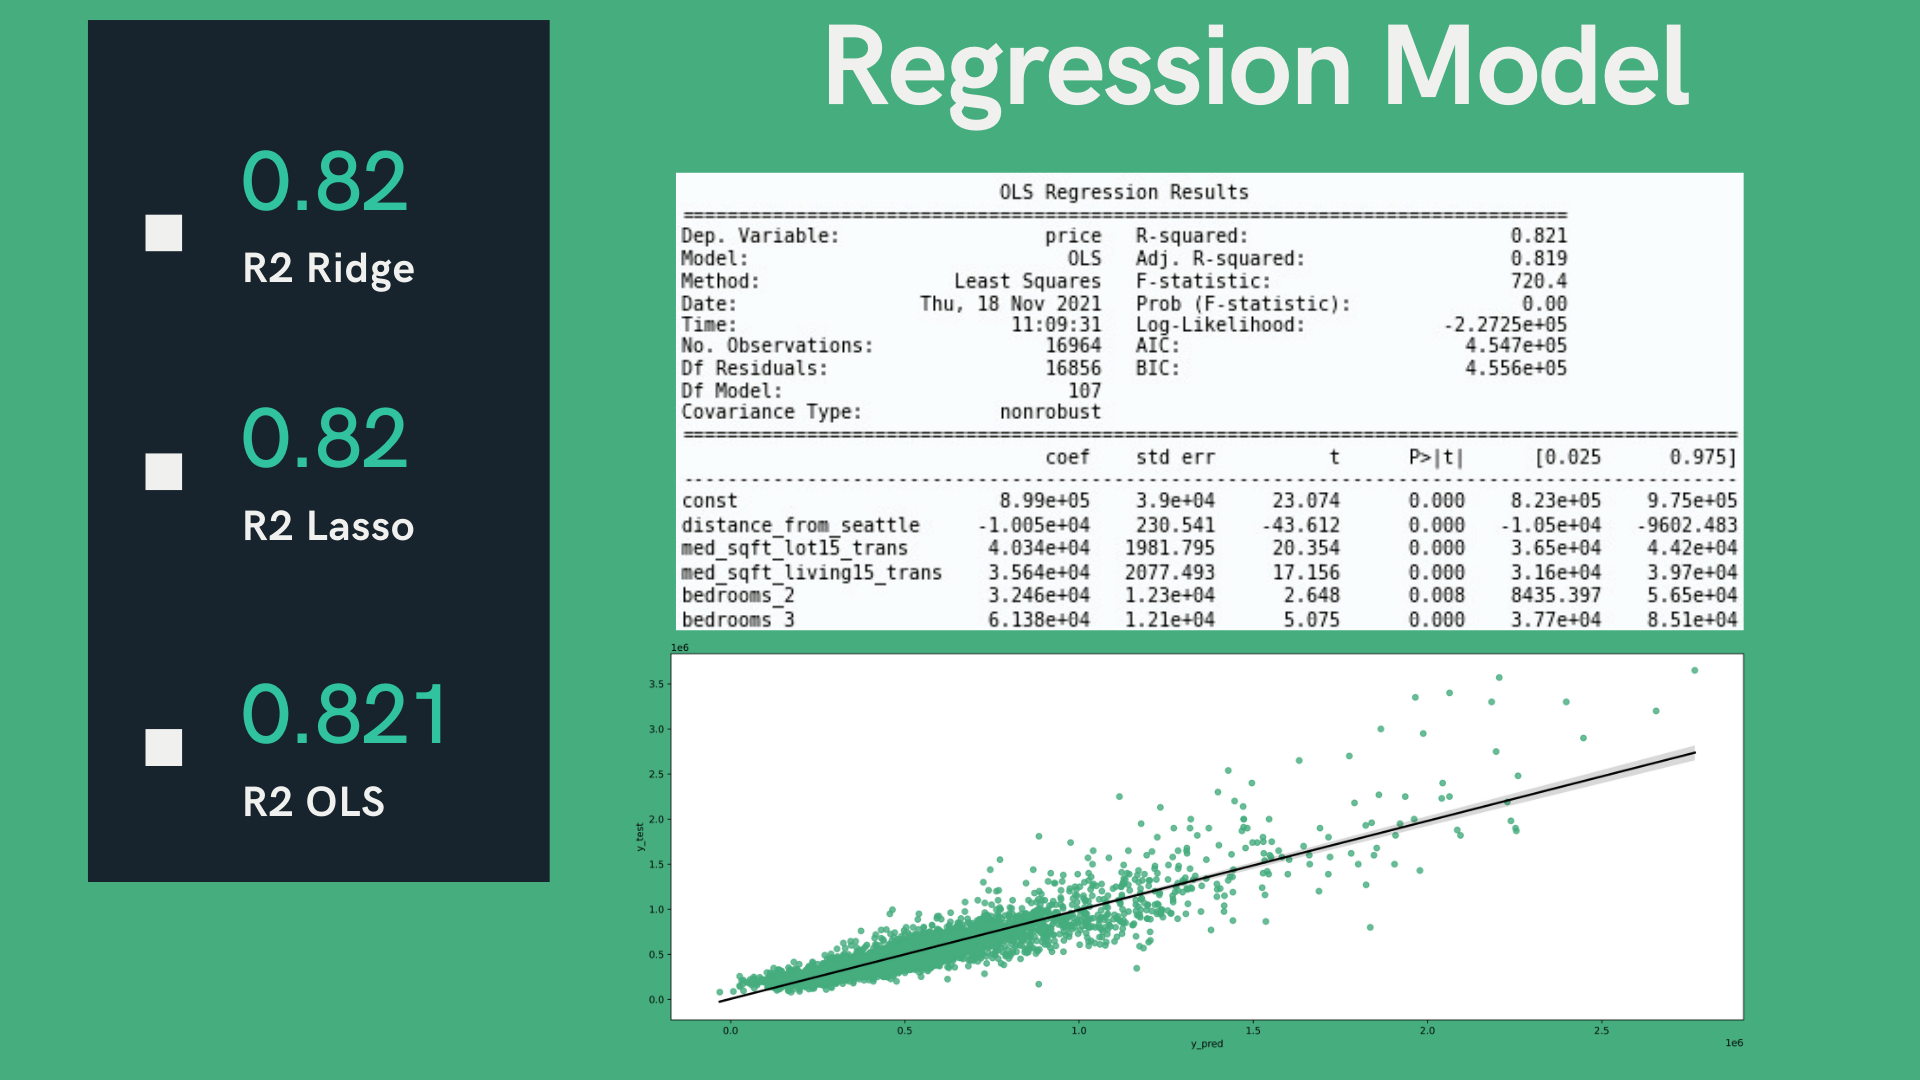 Regression Model
0.82
R2 Ridge
0.82
R2 Lasso
0.821
R2 OLS
OLS Regression Results
==============================================================================
Dep. Variable: price R-squared: 0.821
Model: OLS Adj. R-squared: 0.819
Method: Least Squares F-statistic: 720.4
Date: Thu, 18 Nov 2021 Prob (F-statistic): 0.00
Time: 11:09:31 Log-Likelihood: -2.2725e+05
No. Observations: 16964 AIC: 4.547e+05
Df Residuals: 16856 BIC: 4.556e+05
Df Model: 107
Covariance Type: nonrobust
coef std err t P>|t| [0.025 0.975]
const 8.99e+05 3.9e+04 23.074 0.000 8.23e+05 9.75e+05
distance_from_seattle -1.005e+04 230.541 -43.612 0.000 -1.05e+04 -9602.483
med_sqft_lot15_trans 4.034e+04 1981.795 20.354 0.000 3.65e+04 4.42e+04
med_sqft_living15_trans 3.564e+04 2077.493 17.156 0.000 3.16e+04 3.97e+04
bedrooms_2 3.246e+04 1.23e+04 2.648 0.008 8435.397 5.65e+04
bedrooms 3 6.138e+04 1.21e+04 5.075 0.000 3.77e+04 8.51e+04
1e6
3.5
3.0
2.5
2.0
1.5
1.0
0.5
0.0
y_test
0.0 0.5 1.0 1.5 2.0 2.5
y_pred
1e6